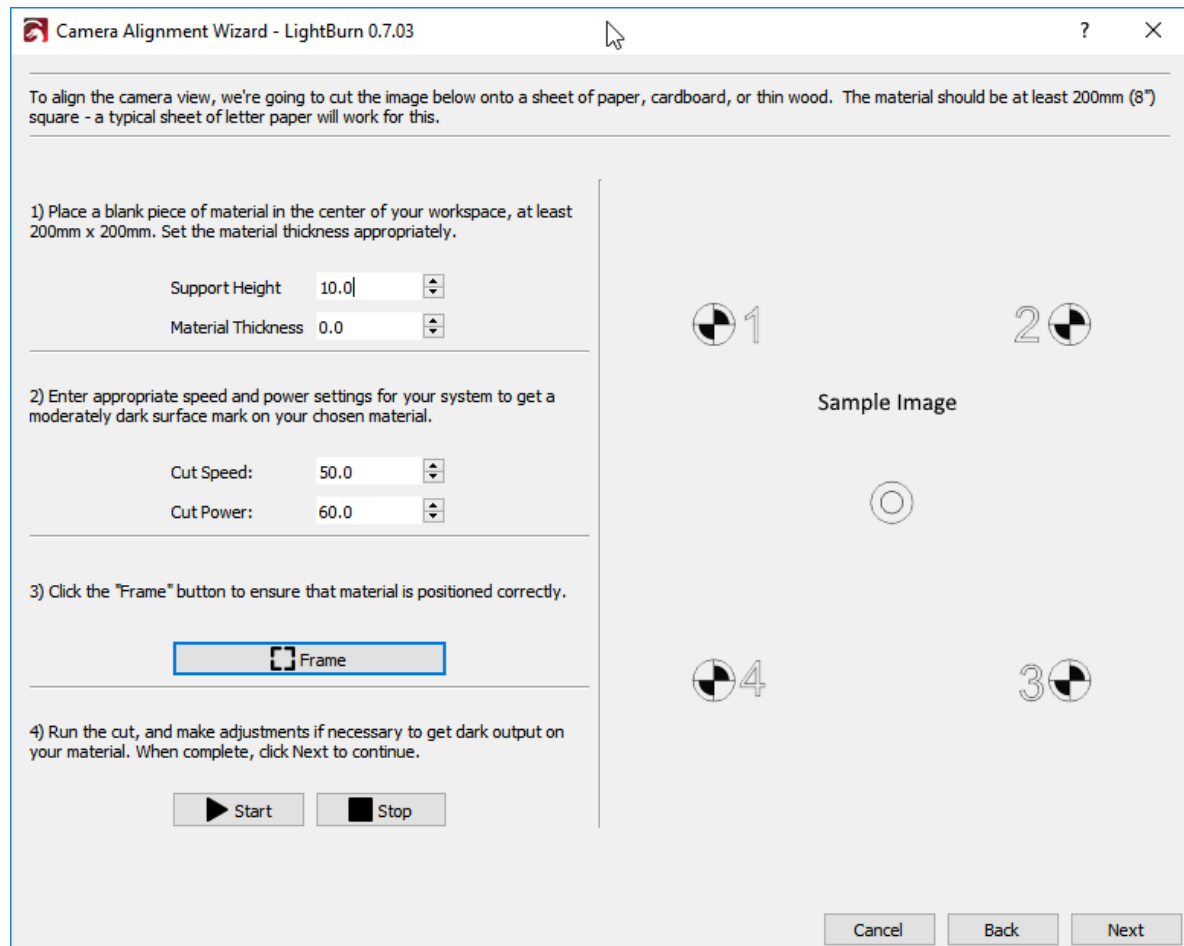 Camera Alignment Wizard - LightBurn 0.7.03
?
To align the camera view, we're going to cut the image below onto a sheet of paper, cardboard, or thin wood.  The material should be at least 200mm (8")
square - a typical sheet of letter paper will work for this.
1) Place a blank piece of material in the center of your workspace, at least
200mm x 200mm. Set the material thickness appropriately.
Support Height 10.0
Material Thickness 0.0
2) Enter appropriate speed and power settings for your system to get a
moderately dark surface mark on your chosen material.
Cut Speed: 50.0
Cut Power: 60.0
3) Click the "Frame" button to ensure that material is positioned correctly.
Frame
4) Run the cut, and make adjustments if necessary to get dark output on
your material. When complete, click Next to continue.
Start Stop
1 2
Sample Image
4 3
Cancel Back Next